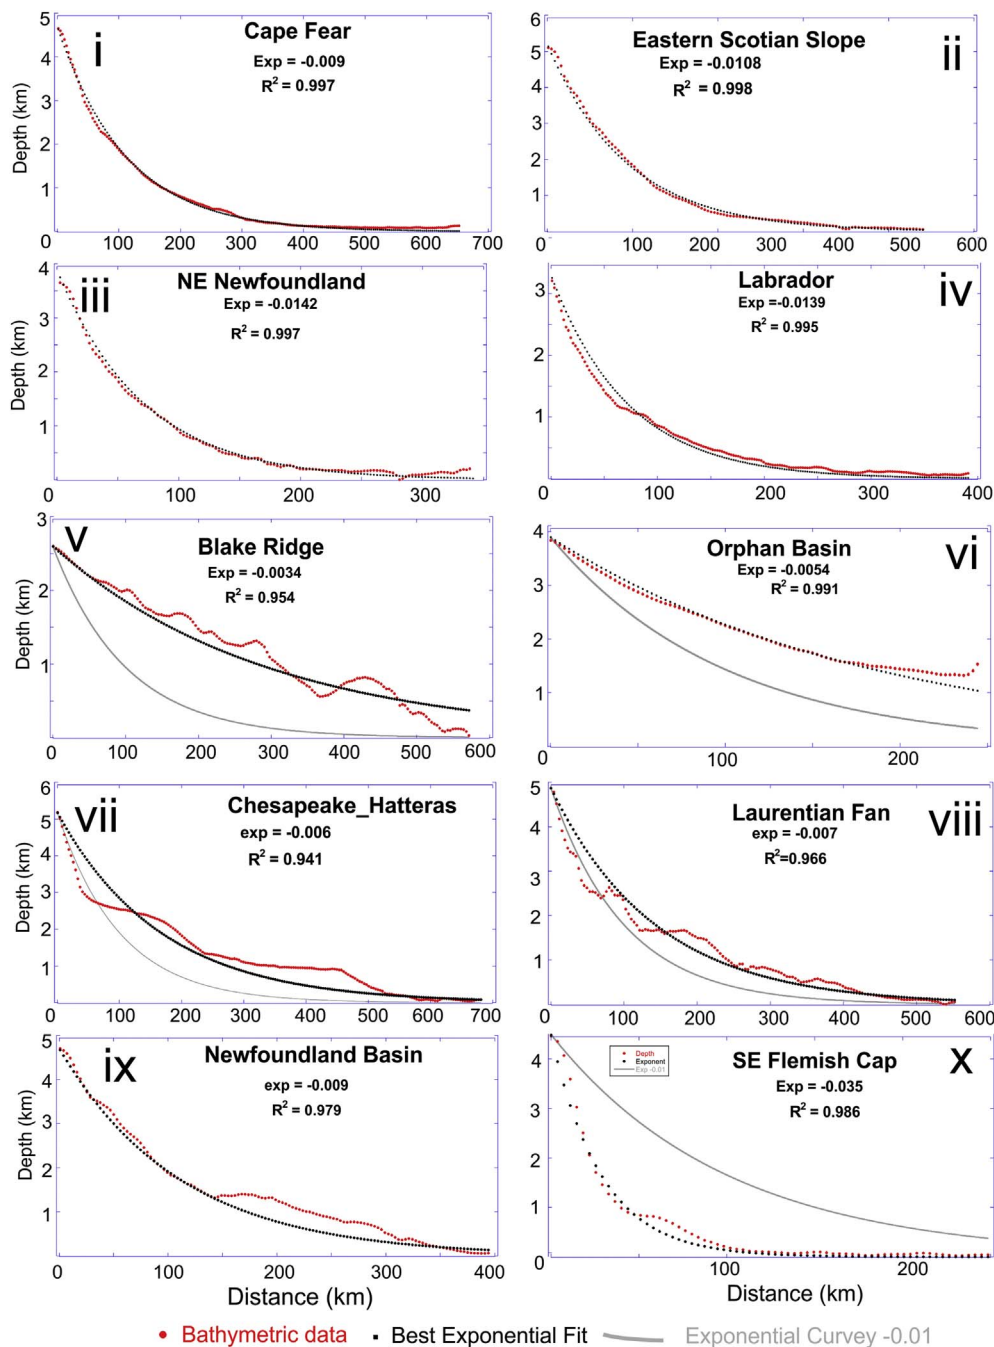 i
Cape Fear
Exp = -0.009
R² = 0.997
Depth (km)
5
4
3
2
1
0
100
200
300
400
500
600
700
ii
Eastern Scotian Slope
Exp = -0.0108
R² = 0.998
6
5
4
3
2
1
0
100
200
300
400
500
600
iii
NE Newfoundland
Exp = -0.0142
R² = 0.997
Depth (km)
4
3
2
1
0
100
200
300
iv
Labrador
Exp =-0.0139
R² = 0.995
3
2
1
0
100
200
300
400
v
Blake Ridge
Exp = -0.0034
R² = 0.954
Depth (km)
3
2
1
0
100
200
300
400
500
600
vi
Orphan Basin
Exp = -0.0054
R² = 0.991
4
3
2
1
0
100
200
vii
Chesapeake_Hatteras
exp = -0.006
R² = 0.941
Depth (km)
6
5
4
3
2
1
0
100
200
300
400
500
600
700
viii
Laurentian Fan
exp = -0.007
R²=0.966
5
4
3
2
1
0
100
200
300
400
500
600
ix
Newfoundland Basin
exp = -0.009
R² = 0.979
Depth (km)
5
4
3
2
1
0
0
100
200
300
400
Distance (km)
x
SE Flemish Cap
Exp = -0.035
R² = 0.986
Depth
Exponent
Exp -0.01
4
3
2
1
0
0
100
200
Distance (km)
Bathymetric data
Best Exponential Fit
Exponential Curvey -0.01